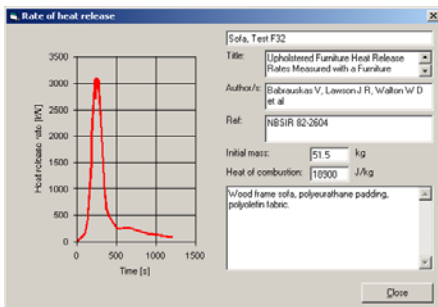 Rate of heat release
Sofa, Test F32
Title:
Upholstered Furniture Heat Release
Rates Measured with a Furniture
Author/s:
Babrauskas V, Lawson J R, Walton W D
et al
Ref:
NBSIR 82-2604
Initial mass:
51.5
kg
Heat of combustion:
18900
J/kg
Wood frame sofa, polyeurathane padding,
polyolefin fabric.
Close
Heat release rate [kW]
3500
3000
2500
2000
1500
1000
500
0
0
500
1000
1500
Time [s]